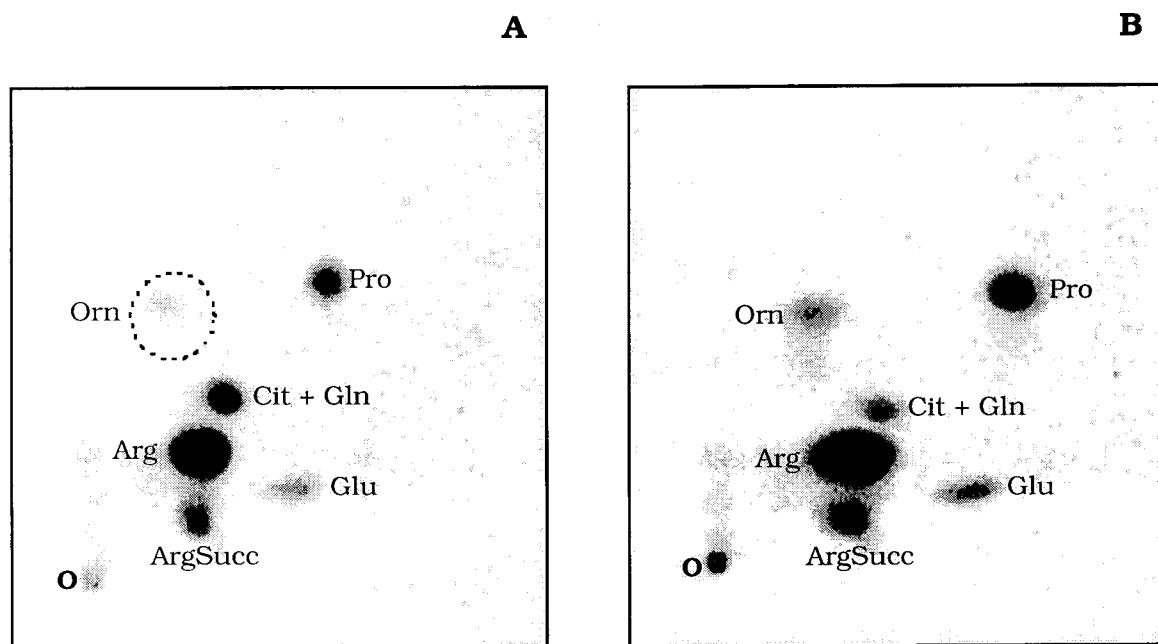 A
Orn
Pro
Cit + Gln
Arg
Glu
ArgSucc
O
B
Orn
Pro
Cit + Gln
Arg
Glu
ArgSucc
O